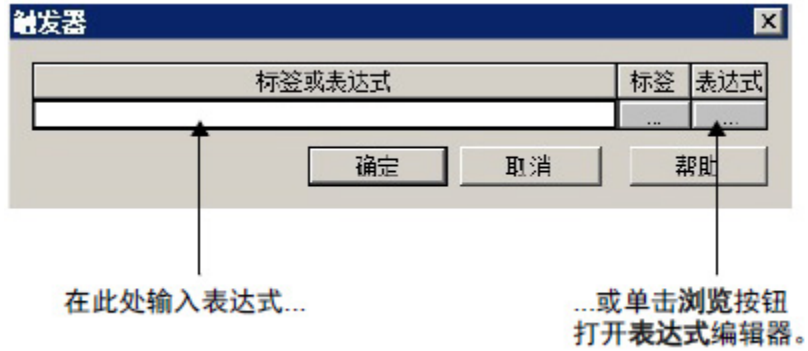 触发器
标签或表达式 标签 表达式
... ...
确定 取消 帮助
在此处输入表达式... ...或单击浏览按钮
打开表达式编辑器。